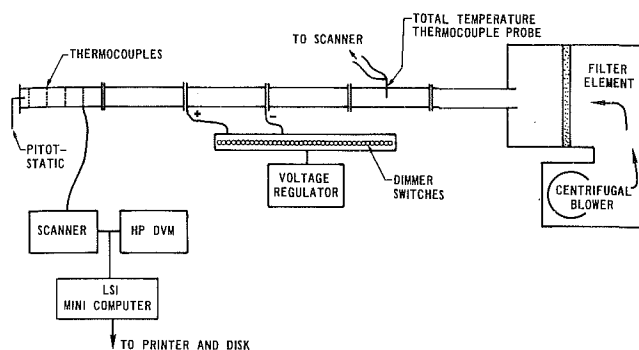 TO SCANNER
TOTAL TEMPERATURE
THERMOCOUPLE PROBE
THERMOCOUPLES
FILTER
ELEMENT
+
−
PITOT-
STATIC
VOLTAGE
REGULATOR
DIMMER
SWITCHES
CENTRIFUGAL
BLOWER
SCANNER
HP DVM
LSI
MINI COMPUTER
TO PRINTER AND DISK